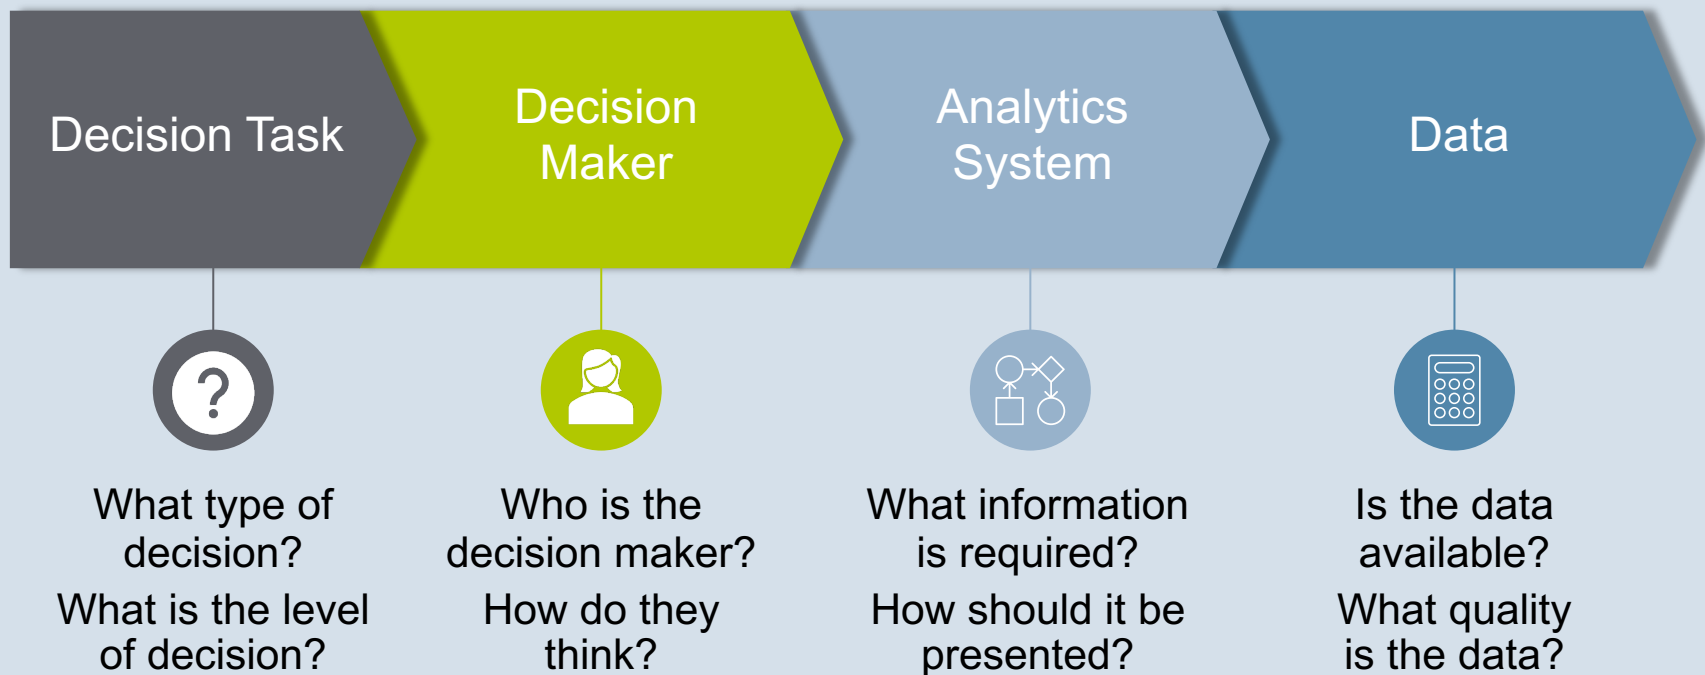 Decision Task
Decision
Maker
Analytics
System
Data
?
What type of
decision?
What is the level
of decision?
Who is the
decision maker?
How do they
think?
What information
is required?
How should it be
presented?
Is the data
available?
What quality
is the data?